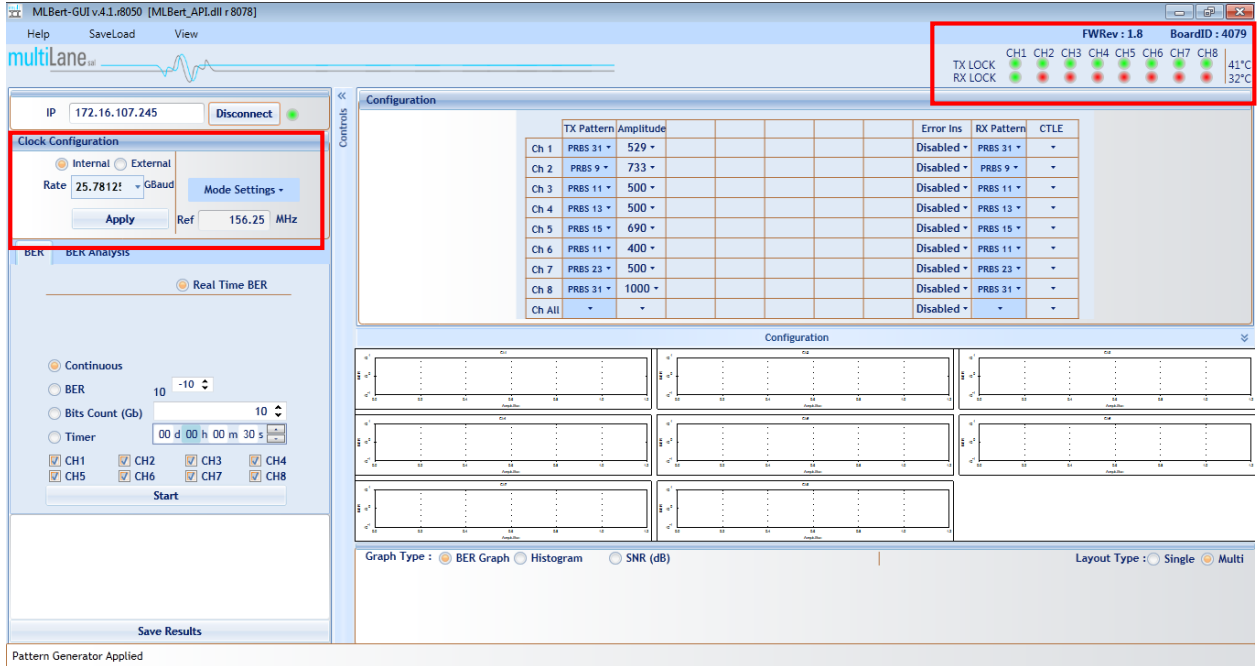 MLBert-GUI v.4.1.r8050 [MLBert_API.dll r 8078]
Help SaveLoad View
FWRev : 1.8 BoardID : 4079
multiLane sal
CH1 CH2 CH3 CH4 CH5 CH6 CH7 CH8
TX LOCK 41°C
RX LOCK 32°C
IP 172.16.107.245 Disconnect
Clock Configuration
Internal External
Rate 25.7812 GBaud Mode Settings
Apply Ref 156.25 MHz
BER BER Analysis
Real Time BER
Continuous
BER 10 -10
Bits Count (Gb) 10
Timer 00 d 00 h 00 m 30 s
CH1 CH2 CH3 CH4
CH5 CH6 CH7 CH8
Start
Save Results
Pattern Generator Applied
Controls
Configuration
TX Pattern Amplitude Error Ins RX Pattern CTLE
Ch 1 PRBS 31 529 Disabled PRBS 31
Ch 2 PRBS 9 733 Disabled PRBS 9
Ch 3 PRBS 11 500 Disabled PRBS 11
Ch 4 PRBS 13 500 Disabled PRBS 13
Ch 5 PRBS 15 690 Disabled PRBS 15
Ch 6 PRBS 11 400 Disabled PRBS 11
Ch 7 PRBS 23 500 Disabled PRBS 23
Ch 8 PRBS 31 1000 Disabled PRBS 31
Ch All Disabled
Configuration
Graph Type : BER Graph Histogram SNR (dB)
Layout Type : Single Multi